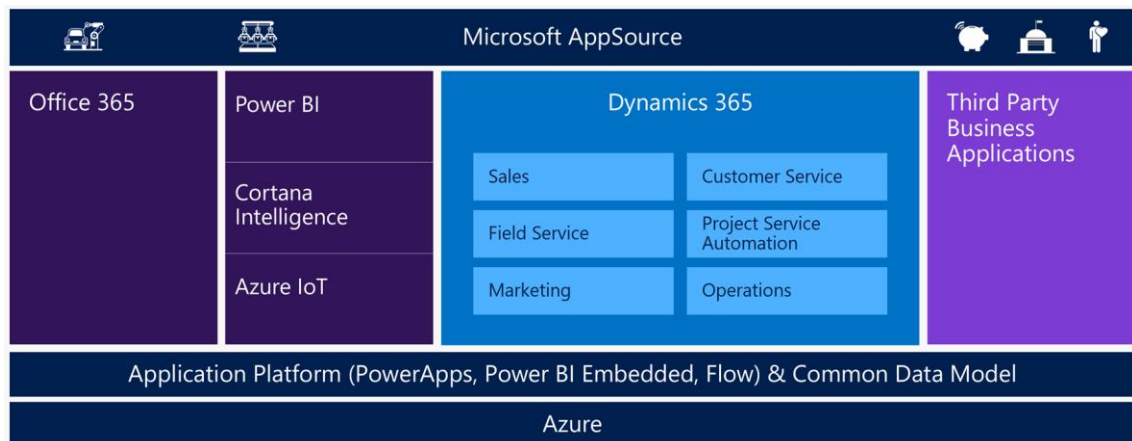 Microsoft AppSource
Office 365
Power BI
Cortana
Intelligence
Azure IoT
Dynamics 365
Sales
Customer Service
Field Service
Project Service
Automation
Marketing
Operations
Third Party
Business
Applications
Application Platform (PowerApps, Power BI Embedded, Flow) & Common Data Model
Azure